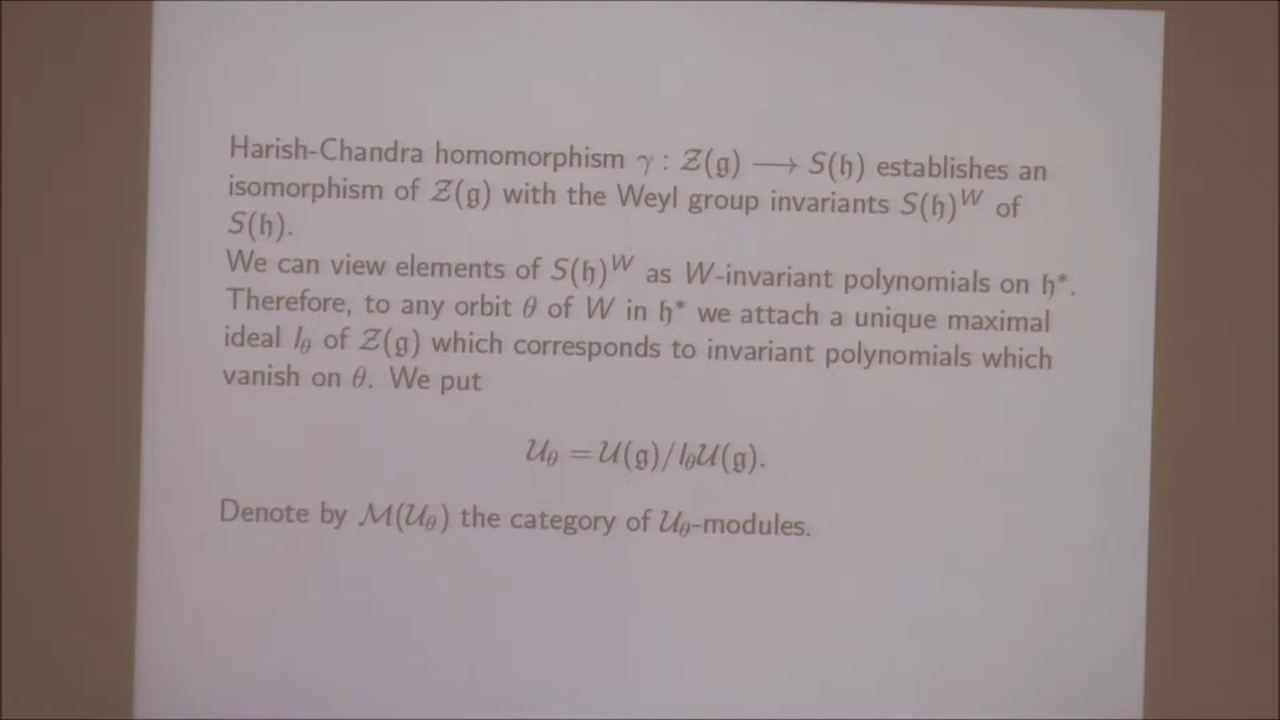 Harish-Chandra homomorphism γ : 𝒵(𝔤) ⟶ S(𝔥) establishes an
isomorphism of 𝒵(𝔤) with the Weyl group invariants S(𝔥)^W of
S(𝔥).
We can view elements of S(𝔥)^W as W-invariant polynomials on 𝔥*.
Therefore, to any orbit θ of W in 𝔥* we attach a unique maximal
ideal I_θ of 𝒵(𝔤) which corresponds to invariant polynomials which
vanish on θ. We put
𝒰_θ = 𝒰(𝔤)/I_θ𝒰(𝔤).
Denote by ℳ(𝒰_θ) the category of 𝒰_θ-modules.